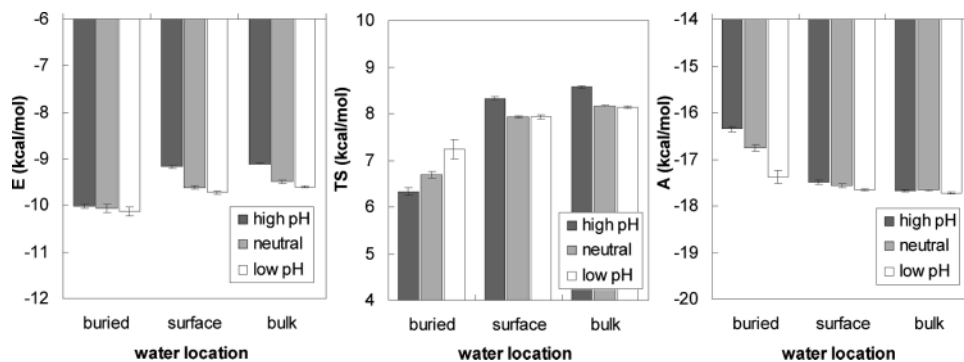 -6
-7
-8
-9
-10
-11
-12
E (kcal/mol)
high pH
neutral
low pH
buried surface bulk
water location
10
9
8
7
6
5
4
TS (kcal/mol)
high pH
neutral
low pH
buried surface bulk
water location
-14
-15
-16
-17
-18
-19
-20
A (kcal/mol)
high pH
neutral
low pH
buried surface bulk
water location